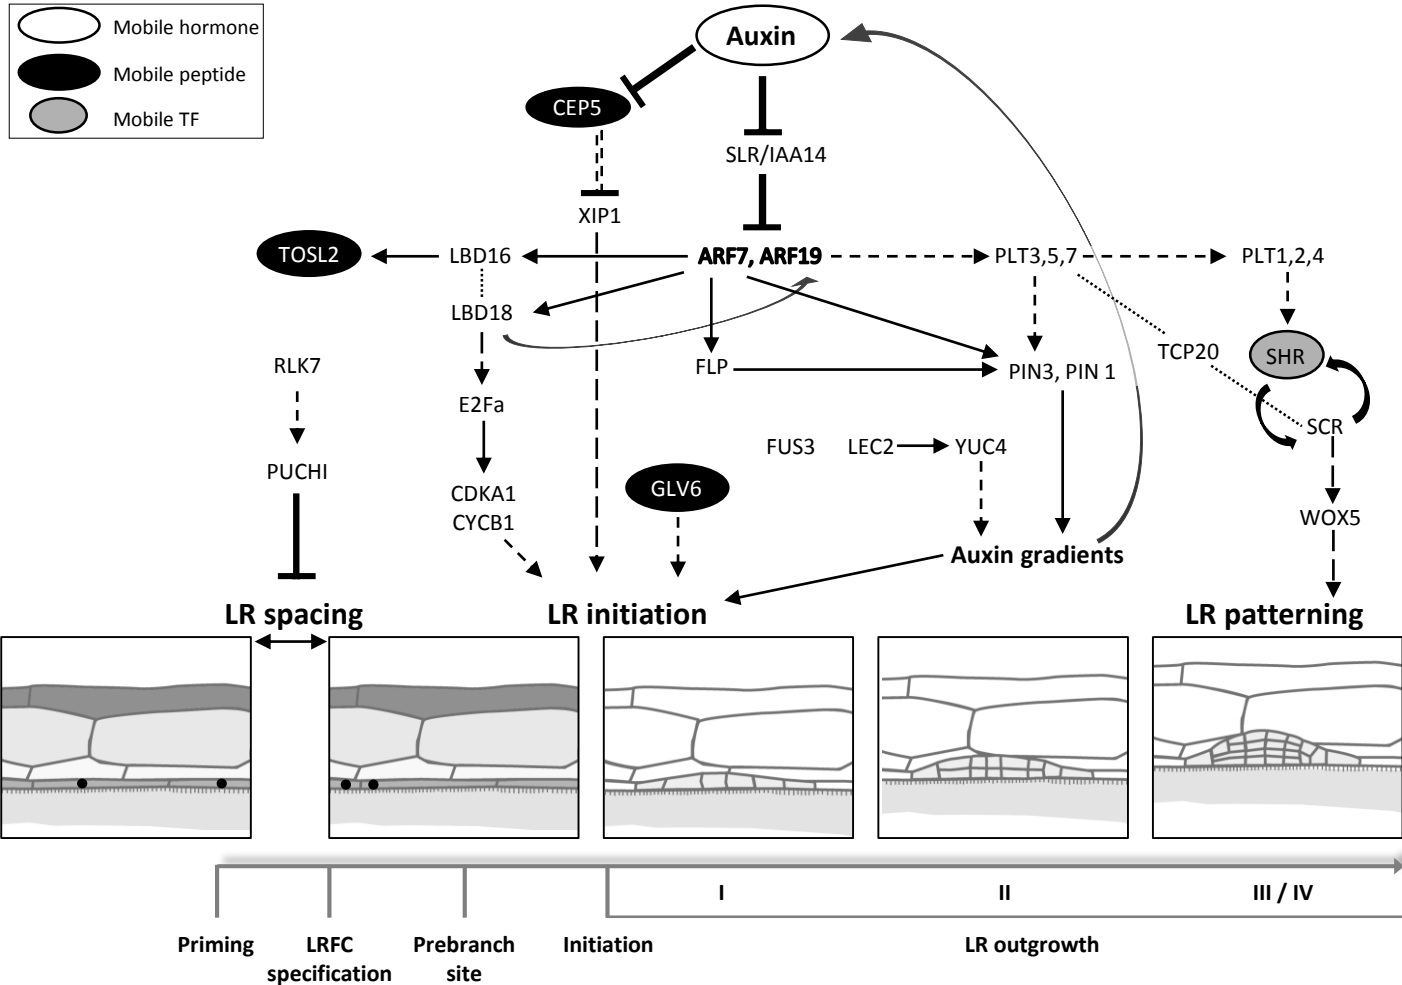 Mobile hormone
Mobile peptide
Mobile TF
Auxin
CEP5
SLR/IAA14
XIP1
TOSL2
LBD16
ARF7, ARF19
PLT3,5,7
PLT1,2,4
LBD18
RLK7
FLP
PIN3, PIN 1
TCP20
SHR
E2Fa
SCR
PUCHI
FUS3
LEC2
YUC4
CDKA1
CYCB1
GLV6
WOX5
Auxin gradients
LR spacing
LR initiation
LR patterning
I
II
III / IV
Priming
LRFC
specification
Prebranch
site
Initiation
LR outgrowth